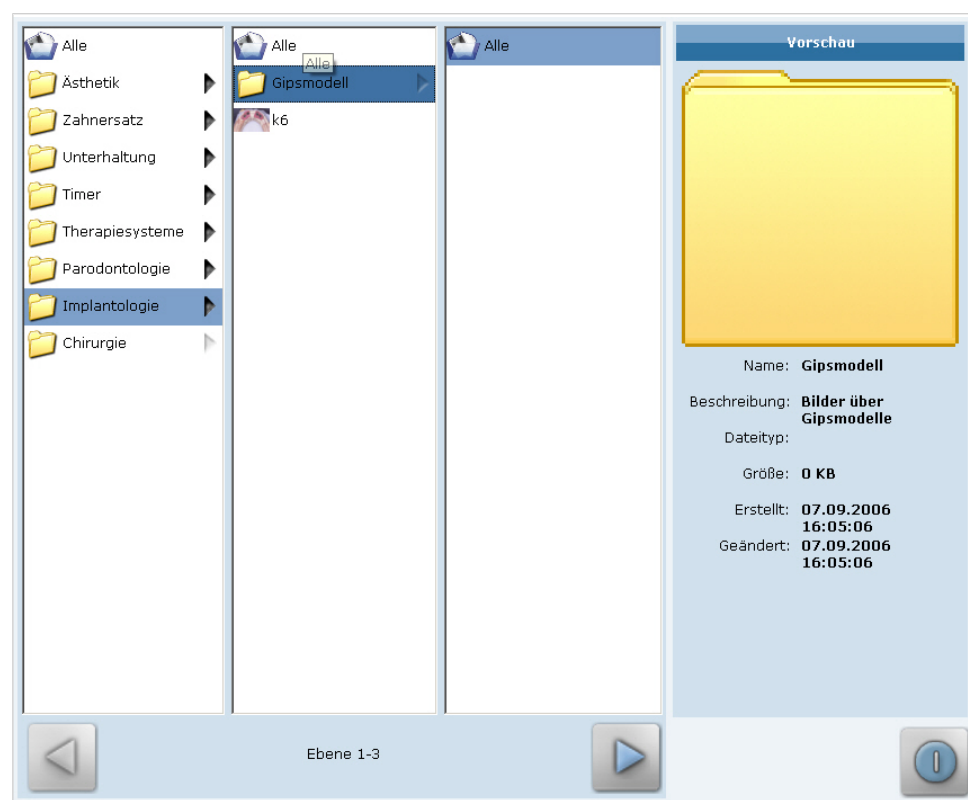 Alle
Ästhetik
Zahnersatz
Unterhaltung
Timer
Therapiesysteme
Parodontologie
Implantologie
Chirurgie
Alle
Alle
Gipsmodell
k6
Alle
Vorschau
Name: Gipsmodell
Beschreibung: Bilder über
Gipsmodelle
Dateityp:
Größe: 0 KB
Erstellt: 07.09.2006
16:05:06
Geändert: 07.09.2006
16:05:06
Ebene 1-3